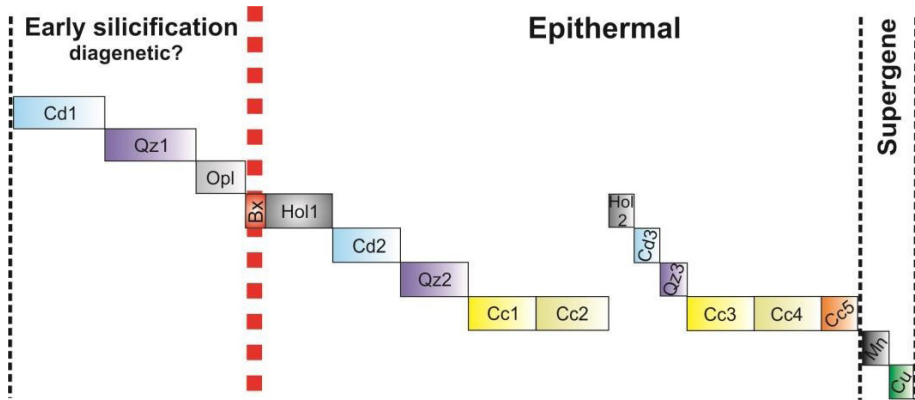 Early silicification
diagenetic?
Epithermal
Supergene
Cd1
Qz1
Opl
Bx
Hol1
Cd2
Qz2
Cc1
Cc2
Hol
2
Cd3
Qz3
Cc3
Cc4
Cc5
Mn
Cu